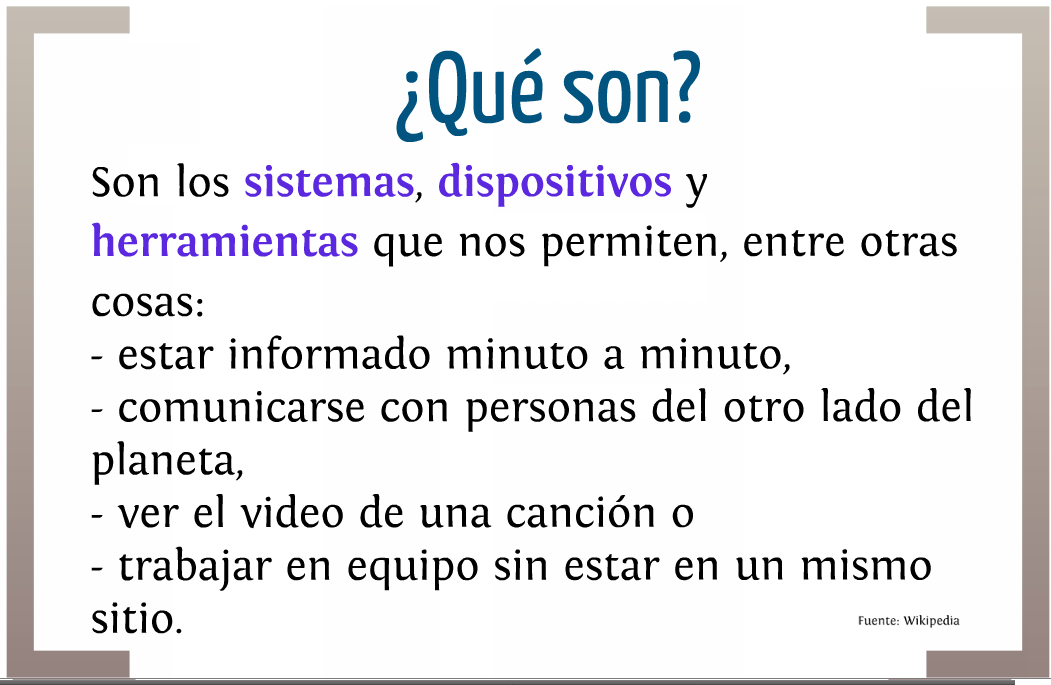 ¿Qué son?
Son los sistemas, dispositivos y
herramientas que nos permiten, entre otras
cosas:
- estar informado minuto a minuto,
- comunicarse con personas del otro lado del
planeta,
- ver el video de una canción o
- trabajar en equipo sin estar en un mismo
sitio.
Fuente: Wikipedia